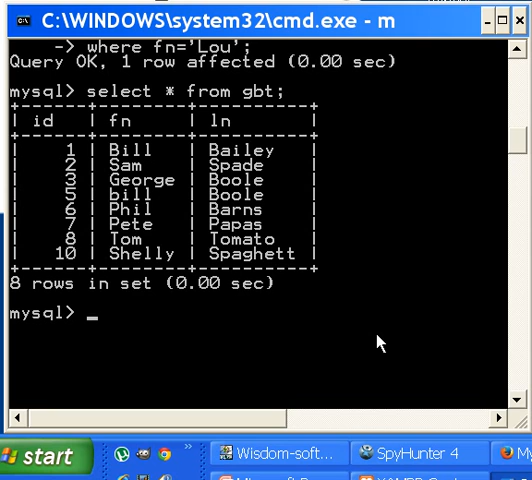 C:\WINDOWS\system32\cmd.exe - m
-> where fn='Lou';
Query OK, 1 row affected (0.00 sec)
mysql> select * from gbt;
+------+--------+-----------+
| id | fn | ln |
+------+--------+-----------+
| 1 | Bill | Bailey |
| 2 | Sam | Spade |
| 3 | George | Boole |
| 5 | bill | Boole |
| 6 | Phil | Barns |
| 7 | Pete | Papas |
| 8 | Tom | Tomato |
| 10 | Shelly | Spaghett |
+------+--------+-----------+
8 rows in set (0.00 sec)
mysql> _
start
Wisdom-soft...
SpyHunter 4
My